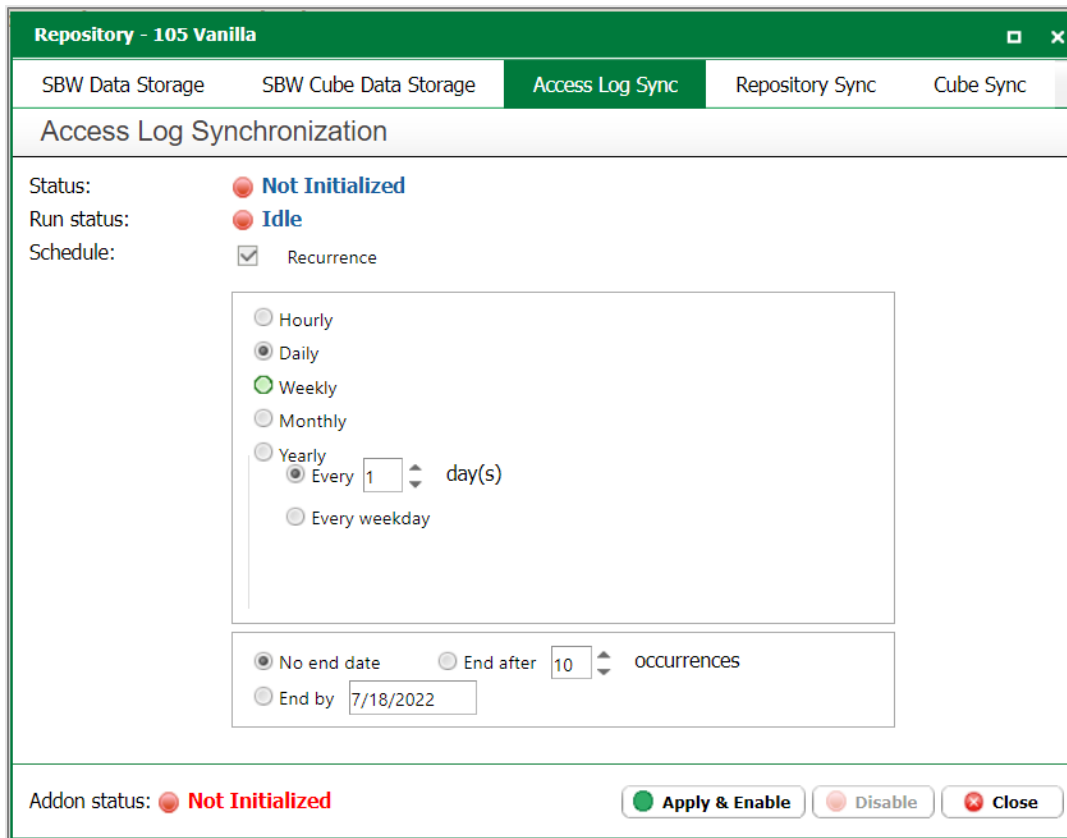 Repository - 105 Vanilla
SBW Data Storage SBW Cube Data Storage Access Log Sync Repository Sync Cube Sync
Access Log Synchronization
Status: Not Initialized
Run status: Idle
Schedule: Recurrence
Hourly
Daily
Weekly
Monthly
Yearly
Every 1 day(s)
Every weekday
No end date End after 10 occurrences
End by 7/18/2022
Addon status: Not Initialized Apply & Enable Disable Close